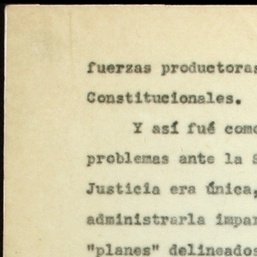 fuerzas productoras
Constitucionales.
Y así fué como
problemas ante la S
Justicia era única,
administrarla impar
"planes" delineados